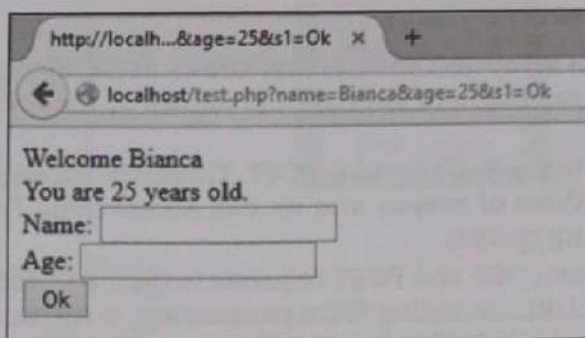 http://localh...&age=25&s1=Ok × +
localhost/test.php?name=Bianca&age=25&s1=Ok
Welcome Bianca
You are 25 years old.
Name:
Age:
Ok